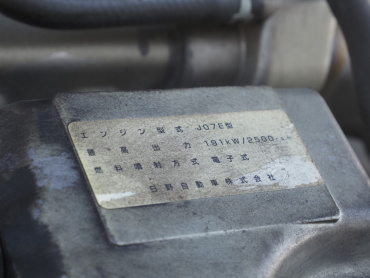 エンジン型式 J07E型
最高出力 191kW/2500
燃料噴射方式 電子式
日野自動車株式会社